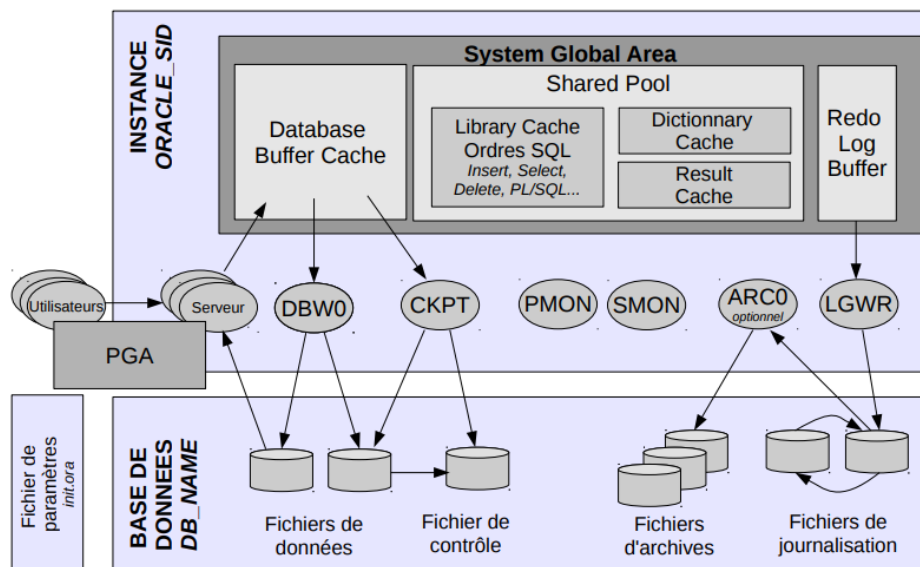 INSTANCE
ORACLE_SID
System Global Area
Database
Buffer Cache
Shared Pool
Library Cache
Ordres SQL
Insert, Select,
Delete, PL/SQL...
Dictionnary
Cache
Result
Cache
Redo
Log
Buffer
Utilisateurs
Serveur
DBW0
CKPT
PMON
SMON
ARC0
optionnel
LGWR
PGA
Fichier de
paramètres
init.ora
BASE DE
DONNEES
DB_NAME
Fichiers de
données
Fichier de
contrôle
Fichiers
d'archives
Fichiers de
journalisation